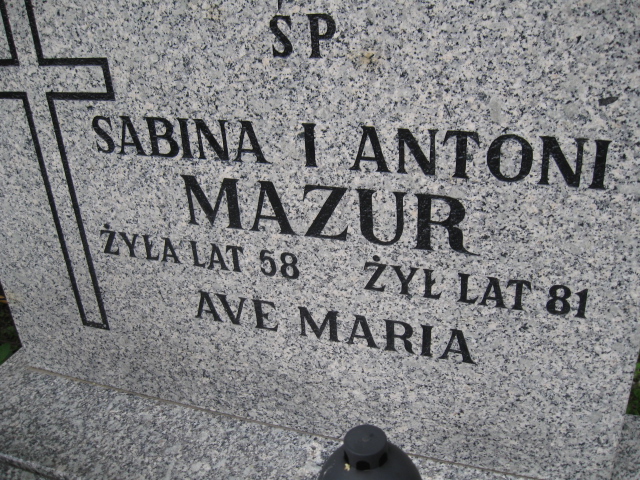 ŚP
SABINA I ANTONI
MAZUR
ŻYŁA LAT 58 ŻYŁ LAT 81
AVE MARIA